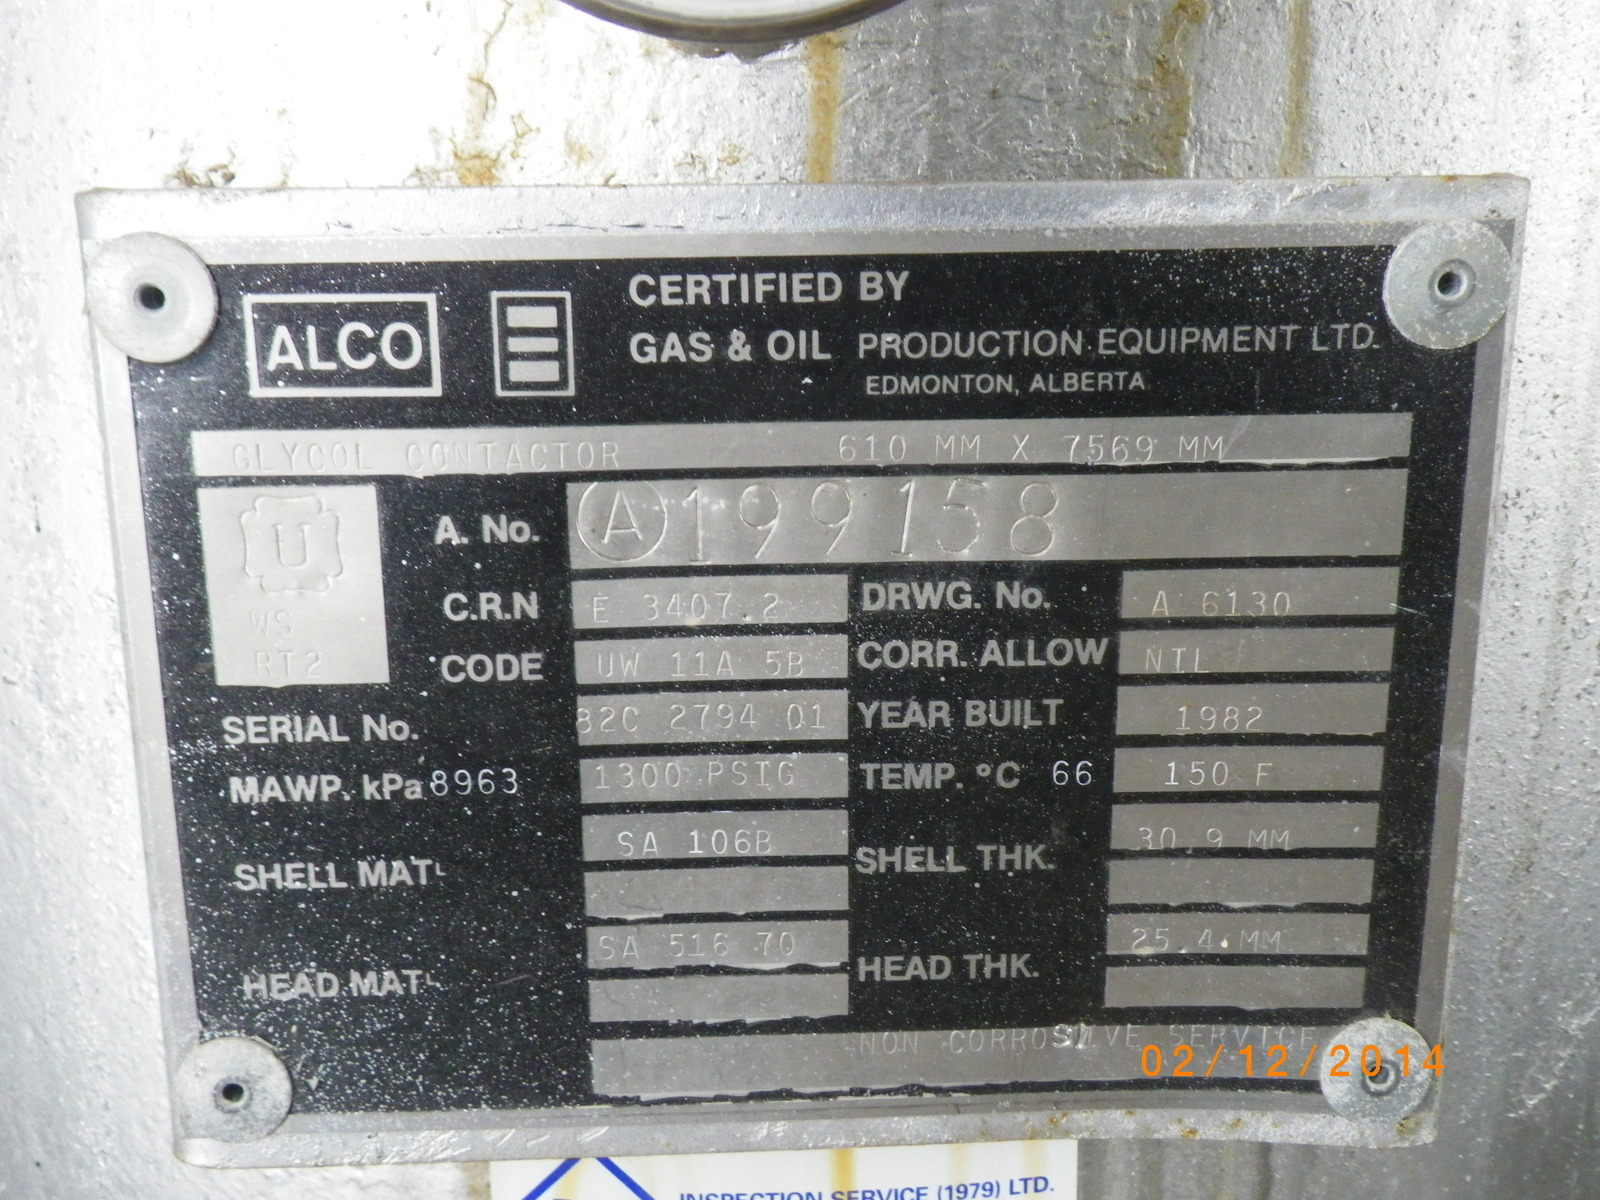 ALCO
CERTIFIED BY
GAS & OIL PRODUCTION EQUIPMENT LTD.
EDMONTON, ALBERTA
GLYCOL CONTACTOR 610 MM X 7569 MM
U
WS
RT2
A. No. A 199158
C.R.N E 3407.2 DRWG. No. A 6130
CODE UW 11A 5B CORR. ALLOW NIL
SERIAL No. 82C 2794 01 YEAR BUILT 1982
MAWP. kPa 8963 1300 PSIG TEMP. °C 66 150 F
SHELL MATL SA 106B SHELL THK. 30.9 MM
HEAD MATL SA 516 70 HEAD THK. 25.4 MM
NON CORROSIVE SERVICE
02/12/2014
INSPECTION SERVICE (1979) LTD.